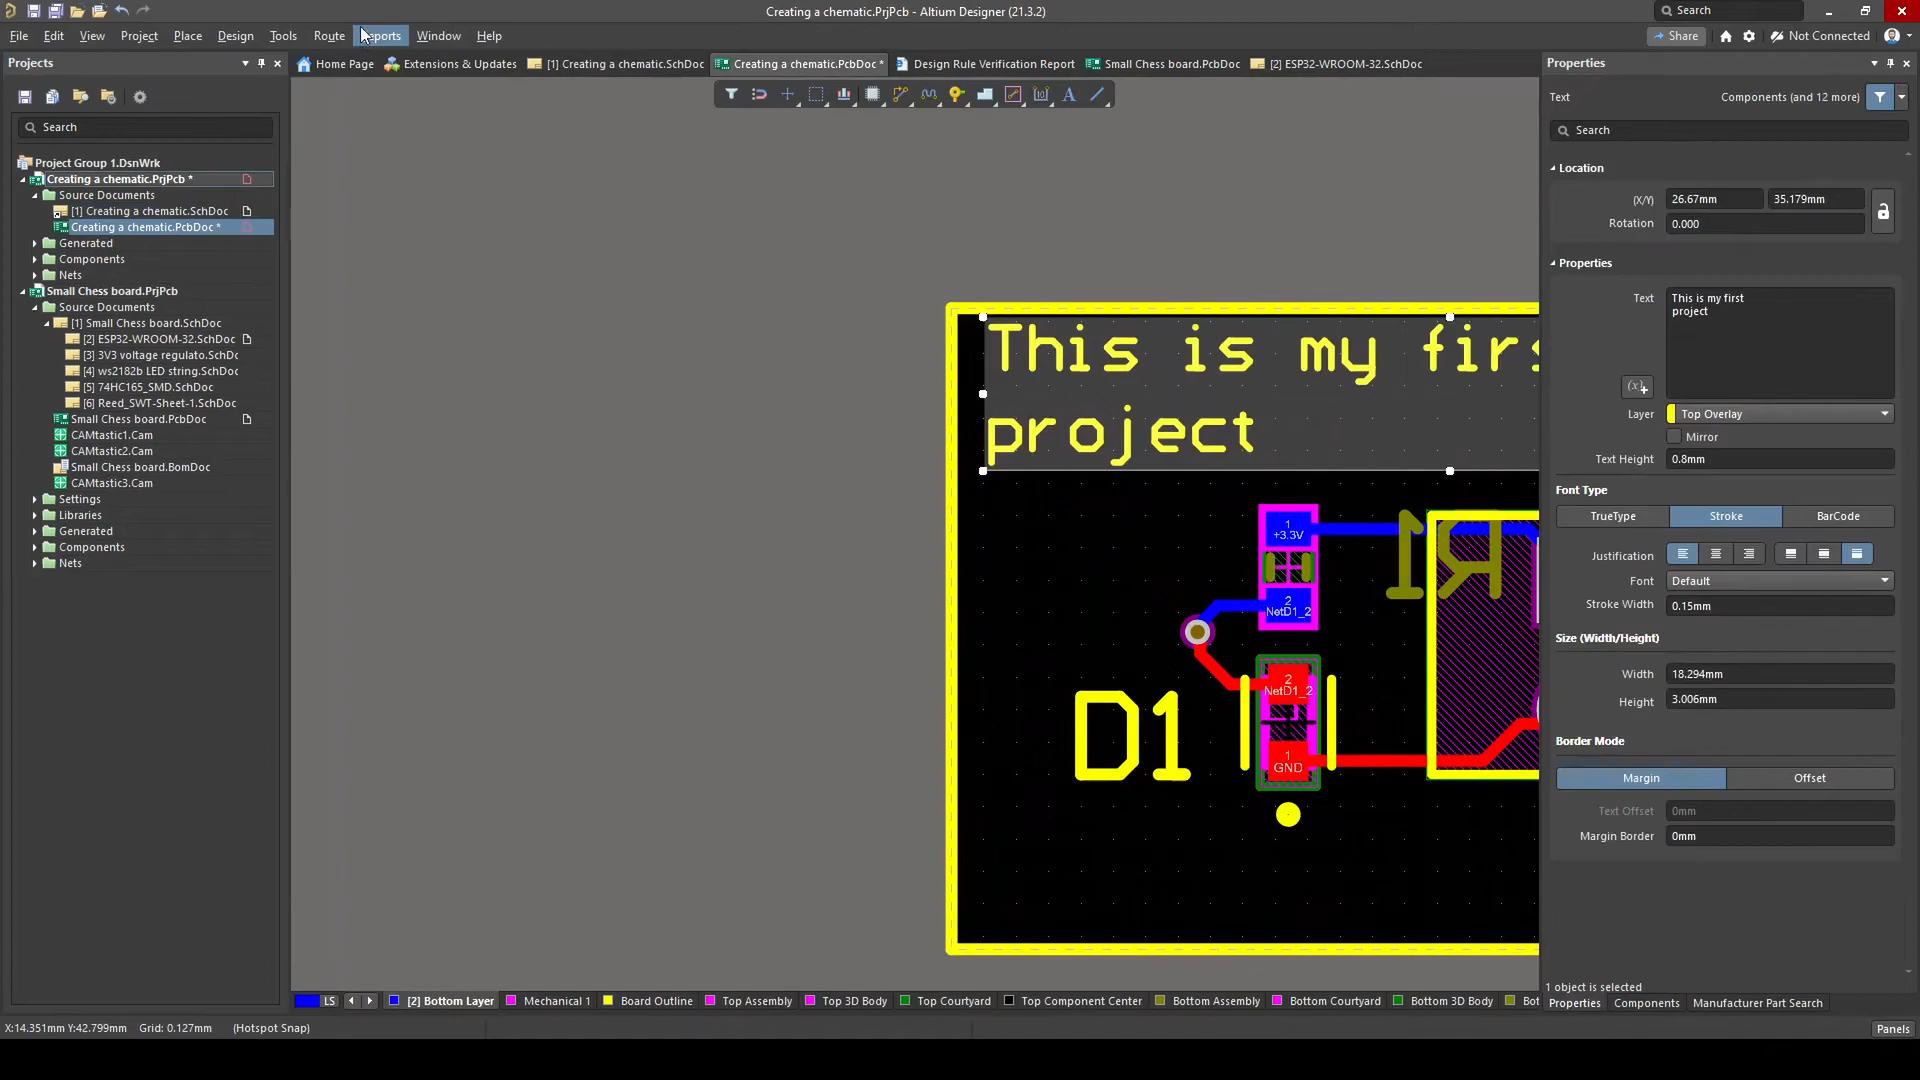 Creating a chematic.PrjPcb - Altium Designer (21.3.2)
Search
File Edit View Project Place Design Tools Route Reports Window Help
Share
Not Connected
Projects
Home Page
Extensions & Updates
[1] Creating a chematic.SchDoc
Creating a chematic.PcbDoc *
Design Rule Verification Report
Small Chess board.PcbDoc
[2] ESP32-WROOM-32.SchDoc
Search
Project Group 1.DsnWrk
Creating a chematic.PrjPcb *
Source Documents
[1] Creating a chematic.SchDoc
Creating a chematic.PcbDoc *
Generated
Components
Nets
Small Chess board.PrjPcb
Source Documents
[1] Small Chess board.SchDoc
[2] ESP32-WROOM-32.SchDoc
[3] 3V3 voltage regulato.SchDc
[4] ws2182b LED string.SchDc
[5] 74HC165_SMD.SchDoc
[6] Reed_SWT-Sheet-1.SchDoc
Small Chess board.PcbDoc
CAMtastic1.Cam
CAMtastic2.Cam
Small Chess board.BomDoc
CAMtastic3.Cam
Settings
Libraries
Generated
Components
Nets
This is my firs
project
1
+3.3V
2
NetD1_2
R1
2
NetD1_2
1
GND
D1
Properties
Text
Components (and 12 more)
Search
Location
(X/Y) 26.67mm 35.179mm
Rotation 0.000
Properties
Text This is my first
project
(x)
Layer Top Overlay
Mirror
Text Height 0.8mm
Font Type
TrueType Stroke BarCode
Justification
Font Default
Stroke Width 0.15mm
Size (Width/Height)
Width 18.294mm
Height 3.006mm
Border Mode
Margin Offset
Text Offset 0mm
Margin Border 0mm
1 object is selected
Properties Components Manufacturer Part Search
LS [2] Bottom Layer Mechanical 1 Board Outline Top Assembly Top 3D Body Top Courtyard Top Component Center Bottom Assembly Bottom Courtyard Bottom 3D Body Bot
X:14.351mm Y:42.799mm Grid: 0.127mm (Hotspot Snap)
Panels